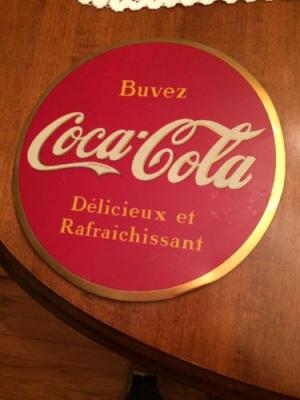 Buvez
Coca-Cola
Délicieux et
Rafraichissant